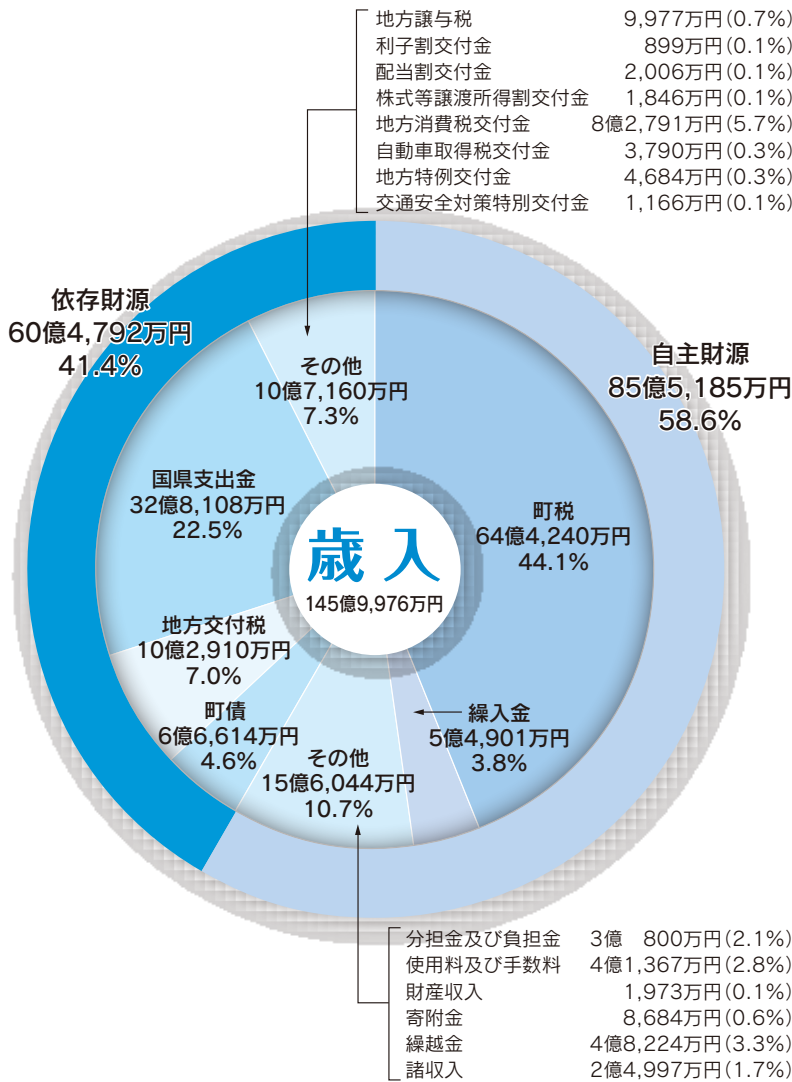 地方譲与税 9,977万円(0.7%)
利子割交付金 899万円(0.1%)
配当割交付金 2,006万円(0.1%)
株式等譲渡所得割交付金 1,846万円(0.1%)
地方消費税交付金 8億2,791万円(5.7%)
自動車取得税交付金 3,790万円(0.3%)
地方特例交付金 4,684万円(0.3%)
交通安全対策特別交付金 1,166万円(0.1%)
依存財源
60億4,792万円
41.4%
自主財源
85億5,185万円
58.6%
その他
10億7,160万円
7.3%
国県支出金
32億8,108万円
22.5%
町税
64億4,240万円
44.1%
歳入
145億9,976万円
地方交付税
10億2,910万円
7.0%
町債
6億6,614万円
4.6%
その他
15億6,044万円
10.7%
繰入金
5億4,901万円
3.8%
分担金及び負担金 3億 800万円(2.1%)
使用料及び手数料 4億1,367万円(2.8%)
財産収入 1,973万円(0.1%)
寄附金 8,684万円(0.6%)
繰越金 4億8,224万円(3.3%)
諸収入 2億4,997万円(1.7%)